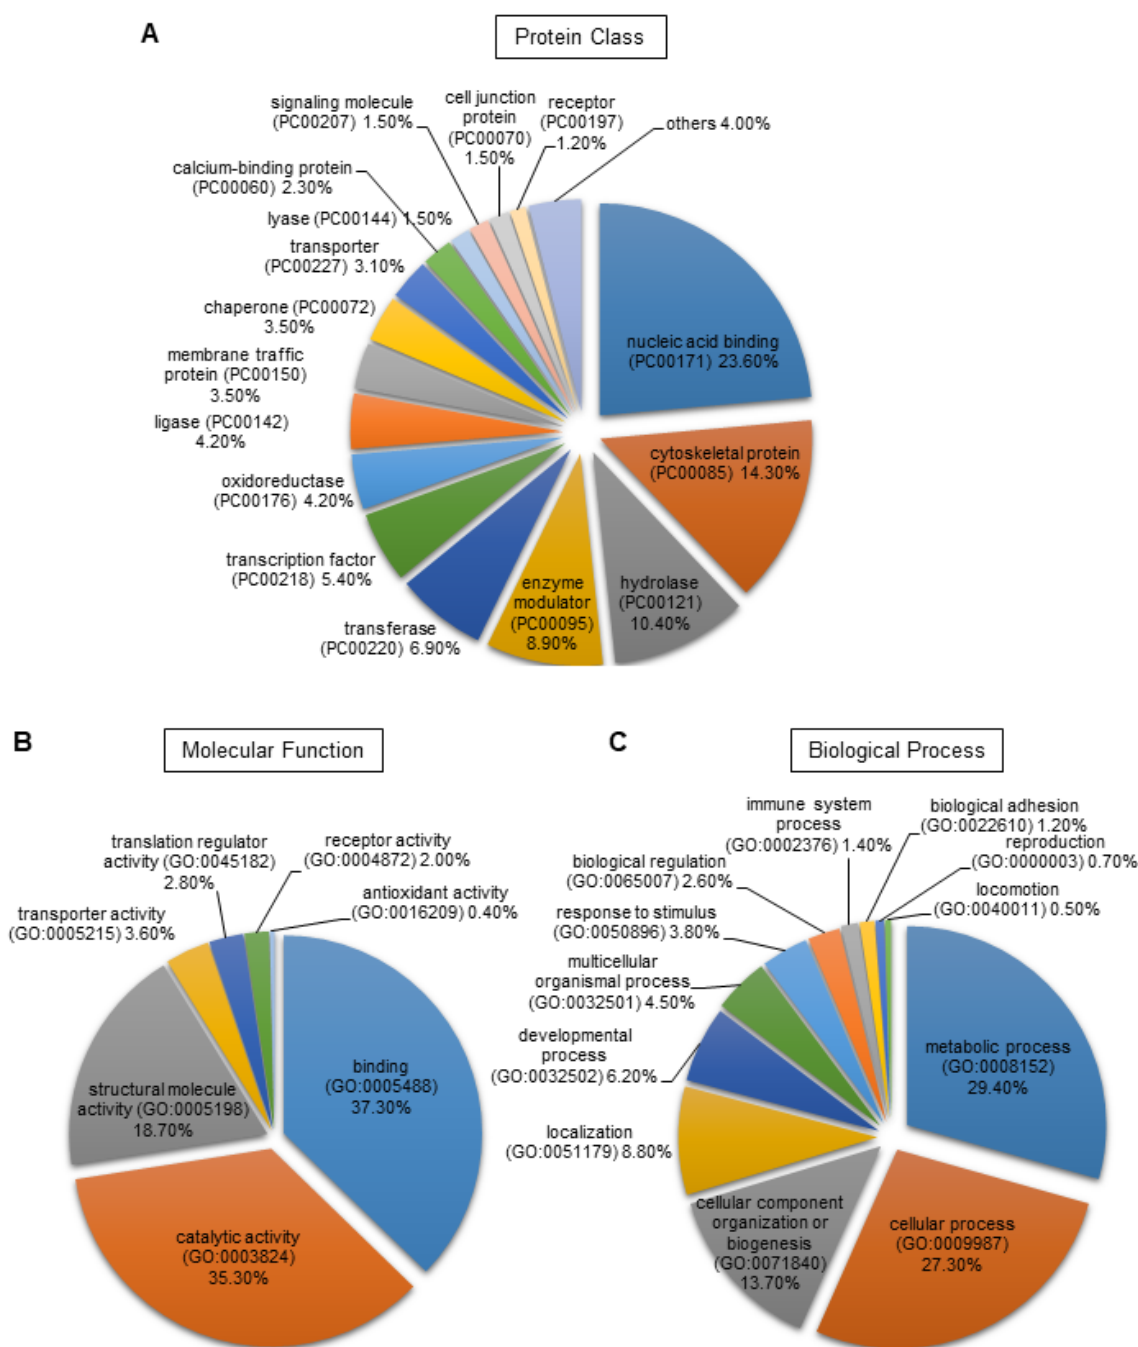 A
Protein Class
signaling molecule
(PC00207) 1.50%
cell junction
protein
(PC00070)
1.50%
receptor
(PC00197)
1.20%
others 4.00%
calcium-binding protein
(PC00060) 2.30%
lyase (PC00144) 1.50%
transporter
(PC00227) 3.10%
chaperone (PC00072)
3.50%
membrane traffic
protein (PC00150)
3.50%
ligase (PC00142)
4.20%
oxidoreductase
(PC00176) 4.20%
transcription factor
(PC00218) 5.40%
transferase
(PC00220) 6.90%
enzyme
modulator
(PC00095)
8.90%
hydrolase
(PC00121)
10.40%
cytoskeletal protein
(PC00085) 14.30%
nucleic acid binding
(PC00171) 23.60%
B
Molecular Function
translation regulator
activity (GO:0045182)
2.80%
receptor activity
(GO:0004872) 2.00%
antioxidant activity
(GO:0016209) 0.40%
transporter activity
(GO:0005215) 3.60%
structural molecule
activity (GO:0005198)
18.70%
binding
(GO:0005488)
37.30%
catalytic activity
(GO:0003824)
35.30%
C
Biological Process
immune system
process
(GO:0002376) 1.40%
biological adhesion
(GO:0022610) 1.20%
reproduction
(GO:0000003) 0.70%
locomotion
(GO:0040011) 0.50%
biological regulation
(GO:0065007) 2.60%
response to stimulus
(GO:0050896) 3.80%
multicellular
organismal process
(GO:0032501) 4.50%
developmental
process
(GO:0032502) 6.20%
localization
(GO:0051179) 8.80%
cellular component
organization or
biogenesis
(GO:0071840)
13.70%
metabolic process
(GO:0008152)
29.40%
cellular process
(GO:0009987)
27.30%